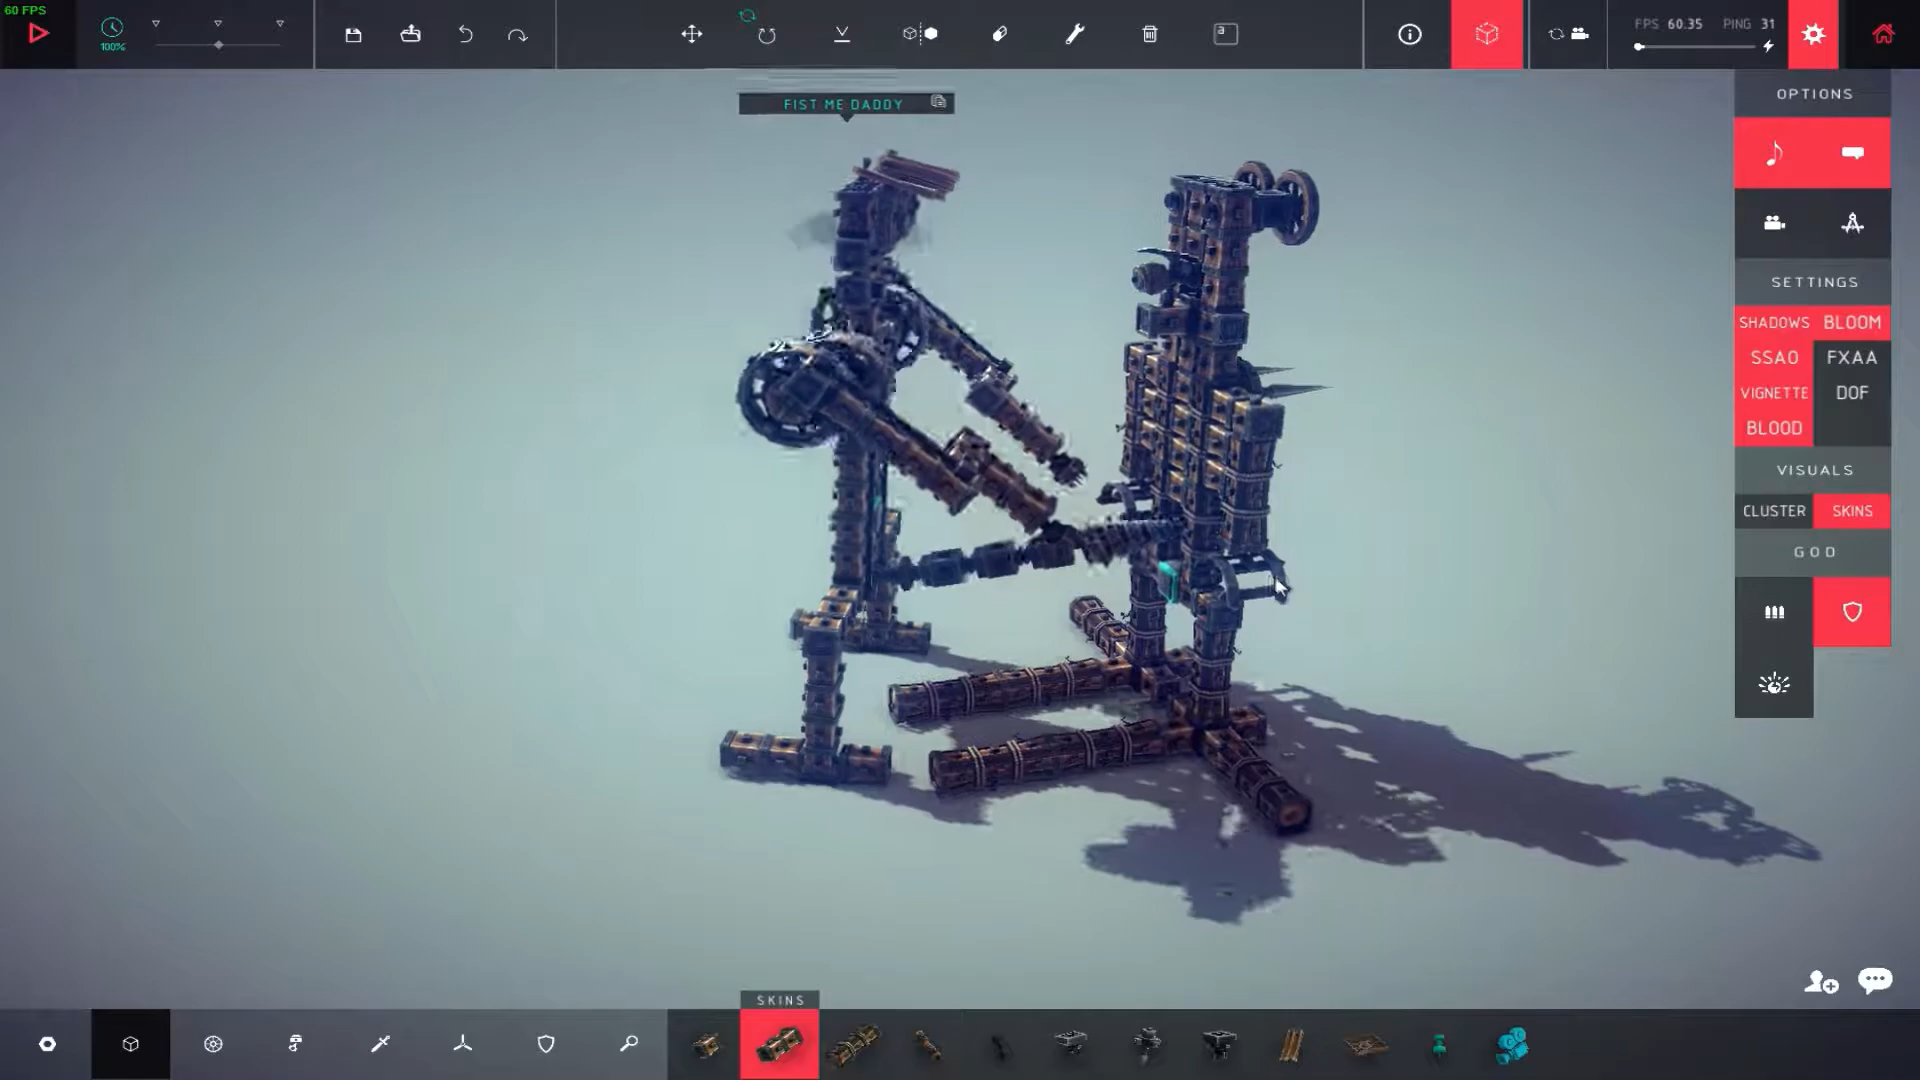 60 FPS
100%
FPS 60.35 PING 31
FIST ME DADDY
a
OPTIONS
SETTINGS
SHADOWS BLOOM
SSAO FXAA
VIGNETTE DOF
BLOOD
VISUALS
CLUSTER SKINS
GOD
SKINS